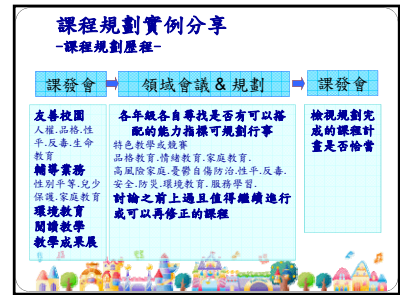 課程規劃實例分享
-課程規劃歷程-
課發會
領域會議 & 規劃
課發會
友善校園
人權.品格.性
平.反毒.生命
教育
輔導業務
性別平等.兒少
保護.家庭教育
環境教育
閱讀教學
教學成果展
各年級各自尋找是否有可以搭
配的能力指標可規劃行事
特色教學或競賽
品格教育.情緒教育.家庭教育.
高風險家庭.憂鬱自傷防治.性平.反毒.
安全.防災.環境教育.服務學習.
討論之前上過且值得繼續進行
或可以再修正的課程
檢視規劃完
成的課程計
畫是否恰當